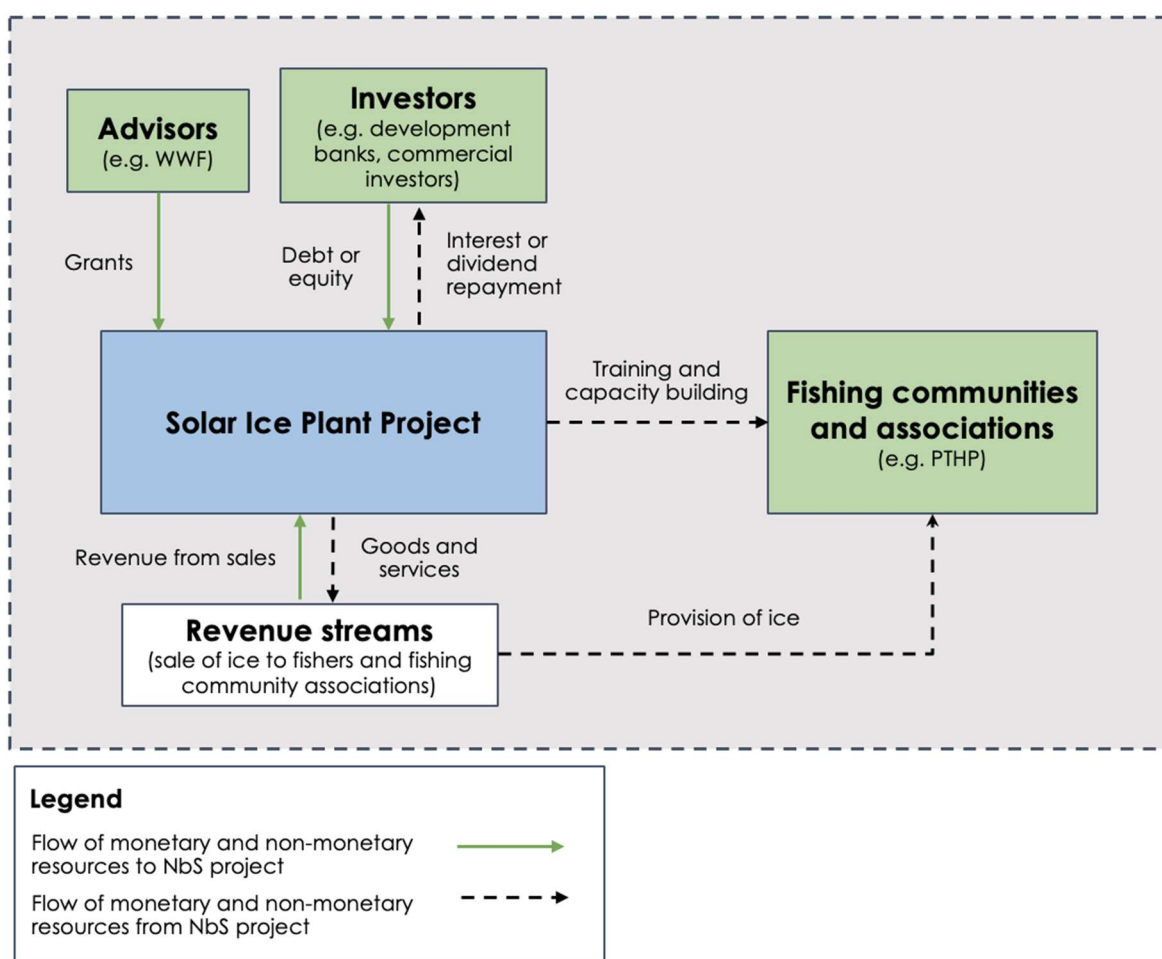 Advisors
(e.g. WWF)
Investors
(e.g. development
banks, commercial
investors)
Grants
Debt or
equity
Interest or
dividend
repayment
Solar Ice Plant Project
Training and
capacity building
Fishing communities
and associations
(e.g. PTHP)
Revenue from sales
Goods and
services
Revenue streams
(sale of ice to fishers and fishing
community associations)
Provision of ice
Legend
Flow of monetary and non-monetary
resources to NbS project
Flow of monetary and non-monetary
resources from NbS project